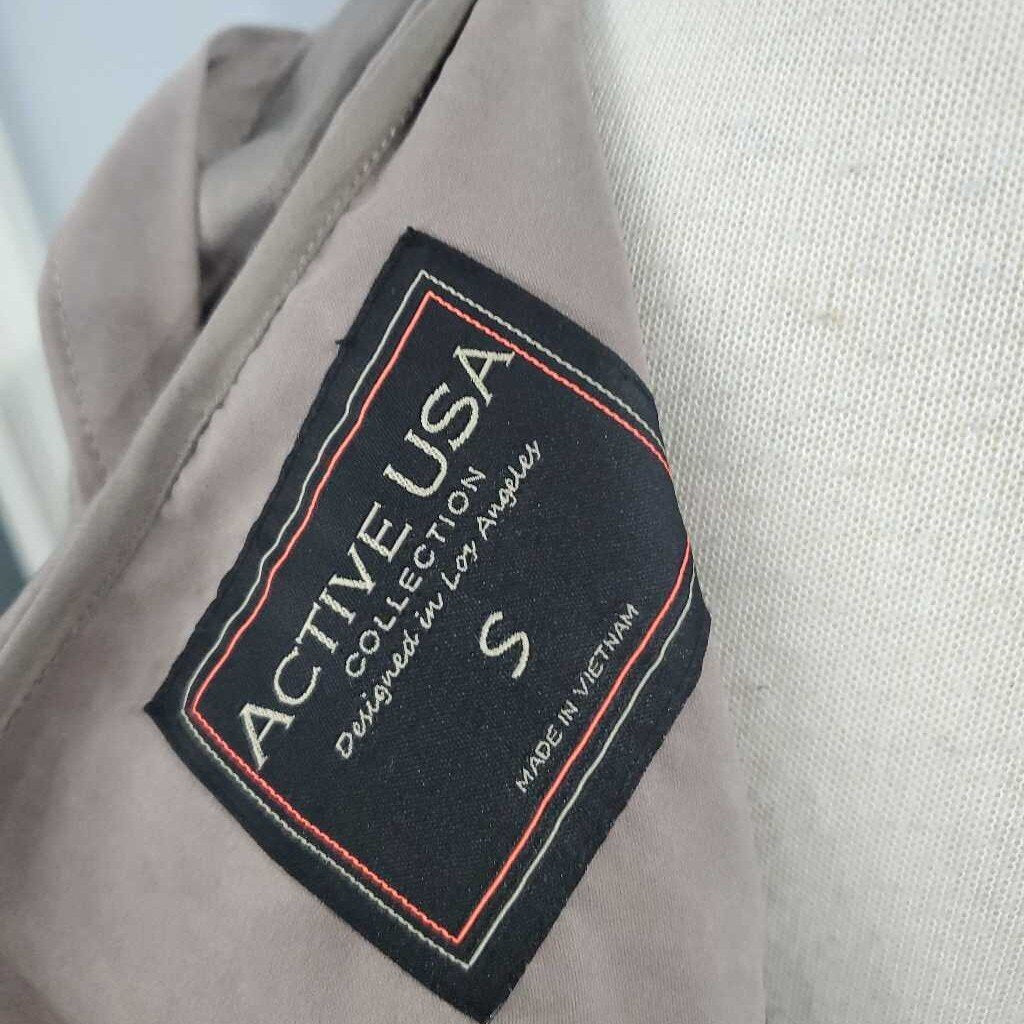 ACTIVE USA
COLLECTION
Designed in Los Angeles
S
MADE IN VIETNAM